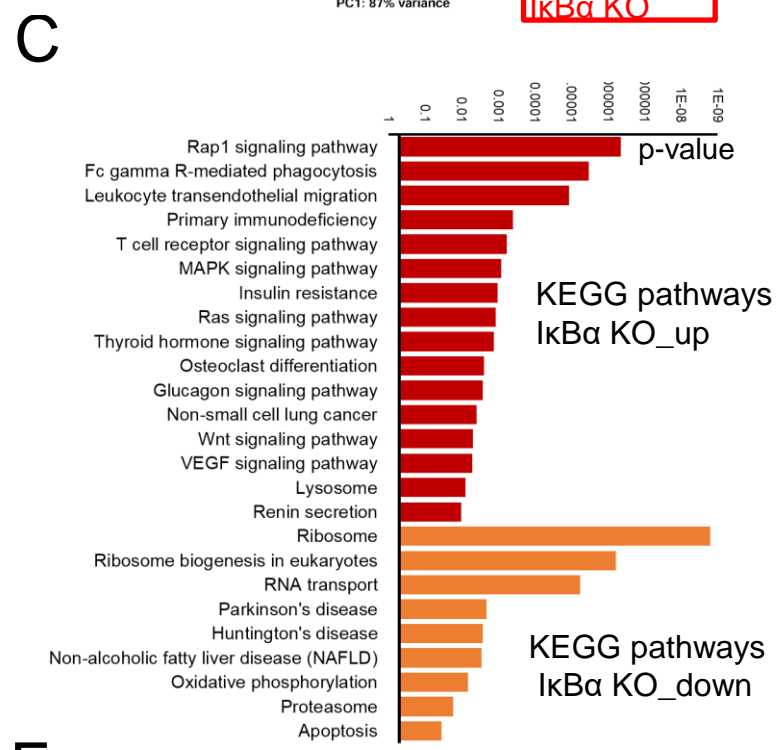 PC1: 87% variance
IκBα KO
C
1
0.1
0.01
0.001
0.0001
.00001
)00001
)00001
1E-08
1E-09
p-value
Rap1 signaling pathway
Fc gamma R-mediated phagocytosis
Leukocyte transendothelial migration
Primary immunodeficiency
T cell receptor signaling pathway
MAPK signaling pathway
Insulin resistance
Ras signaling pathway
Thyroid hormone signaling pathway
Osteoclast differentiation
Glucagon signaling pathway
Non-small cell lung cancer
Wnt signaling pathway
VEGF signaling pathway
Lysosome
Renin secretion
KEGG pathways
IκBα KO_up
Ribosome
Ribosome biogenesis in eukaryotes
RNA transport
Parkinson's disease
Huntington's disease
Non-alcoholic fatty liver disease (NAFLD)
Oxidative phosphorylation
Proteasome
Apoptosis
KEGG pathways
IκBα KO_down